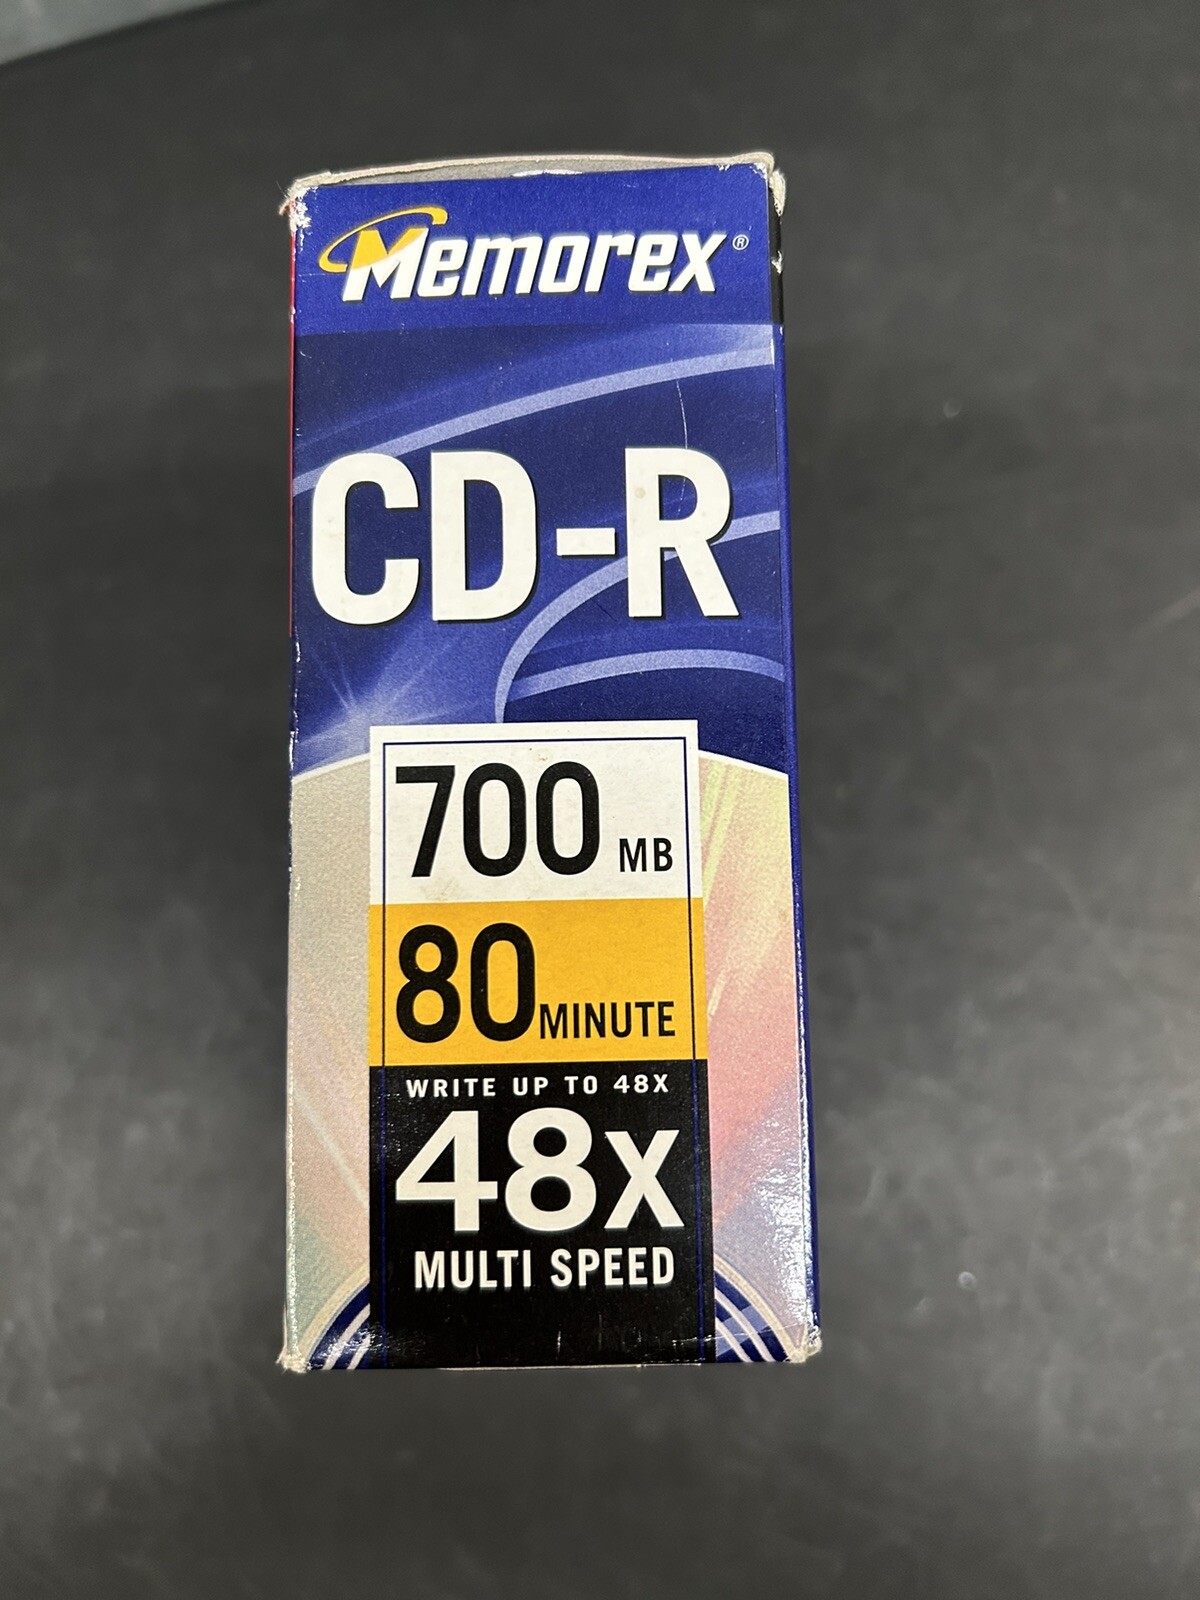 Memorex®
CD-R
700 MB
80 MINUTE
WRITE UP TO 48X
48X
MULTI SPEED